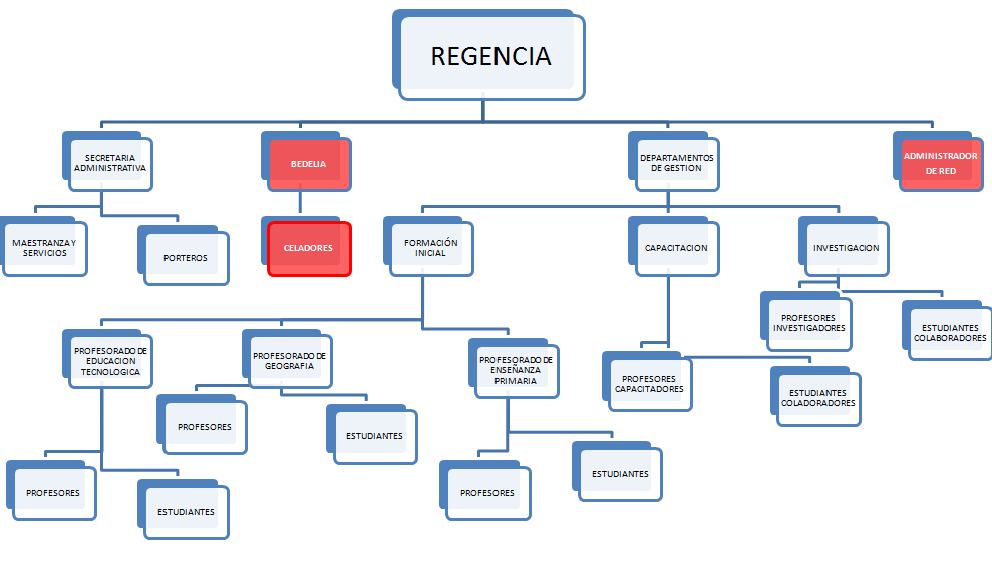 REGENCIA
SECRETARIA
ADMINISTRATIVA
BEDELIA
DEPARTAMENTOS
DE GESTION
ADMINISTRADOR
DE RED
MAESTRANZA Y
SERVICIOS
PORTEROS
CELADORES
FORMACIÓN
INICIAL
CAPACITACION
INVESTIGACION
PROFESORES
INVESTIGADORES
ESTUDIANTES
COLABORADORES
PROFESORADO DE
EDUCACION
TECNOLOGICA
PROFESORADO DE
GEOGRAFIA
PROFESORADO DE
ENSEÑANZA
PRIMARIA
PROFESORES
CAPACITADORES
ESTUDIANTES
COLADORADORES
PROFESORES
ESTUDIANTES
PROFESORES
ESTUDIANTES
PROFESORES
ESTUDIANTES